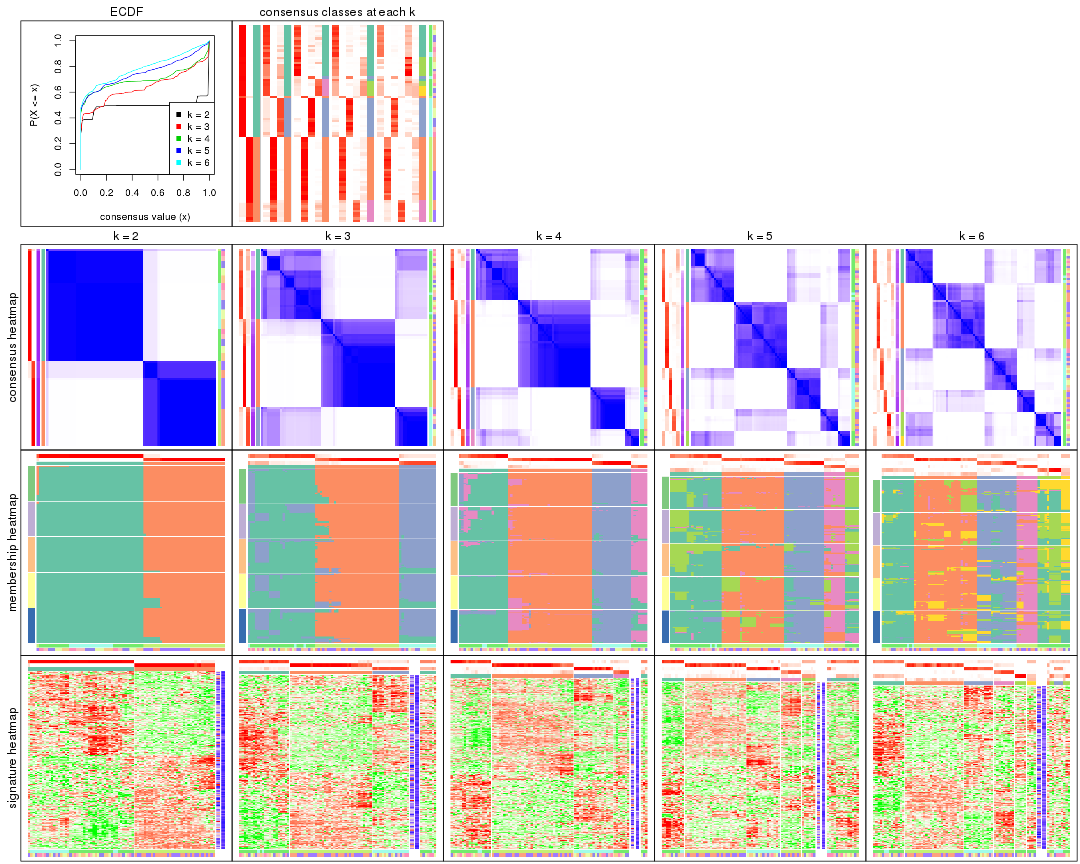 ECDF
consensus classes at each k
P(X <= x)
0.0 0.2 0.4 0.6 0.8 1.0
k = 2
k = 3
k = 4
k = 5
k = 6
0.0 0.2 0.4 0.6 0.8 1.0
consensus value (x)
k = 2
k = 3
k = 4
k = 5
k = 6
consensus heatmap
membership heatmap
signature heatmap